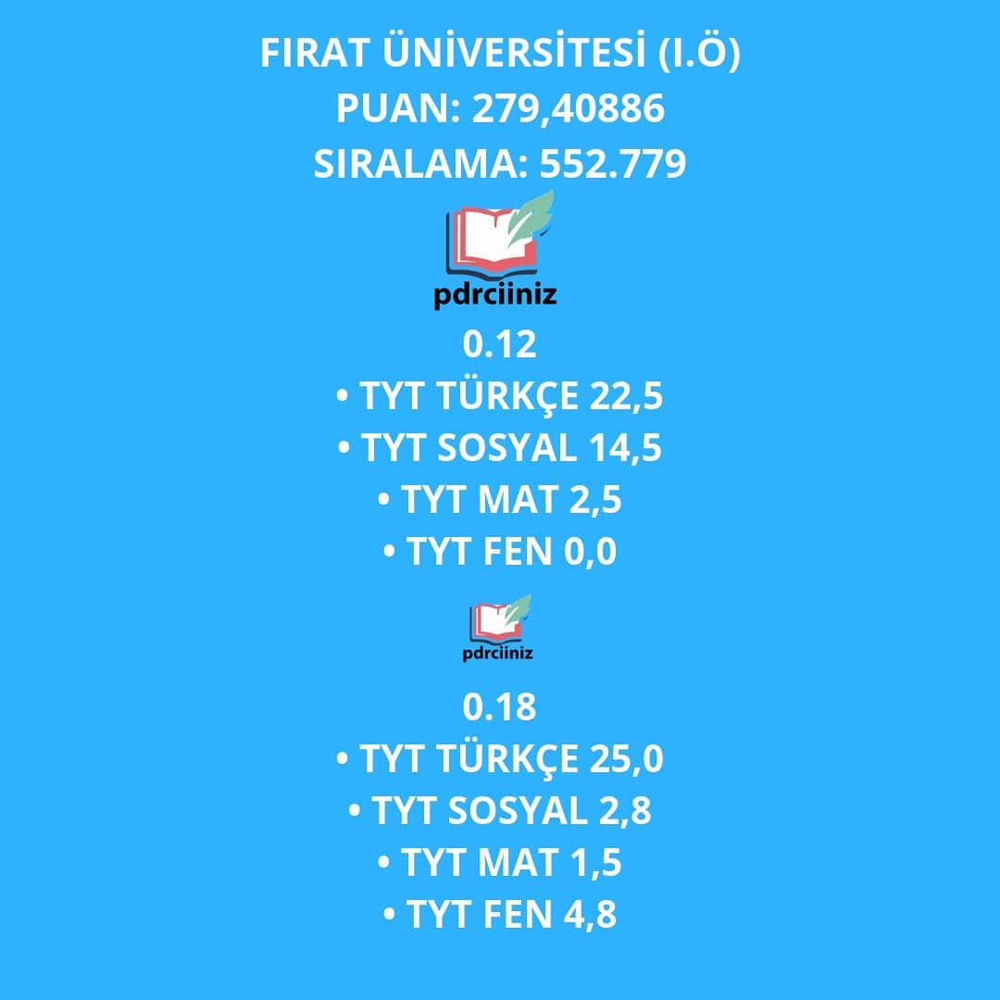 FIRAT ÜNİVERSİTESİ (I.Ö)
PUAN: 279,40886
SIRALAMA: 552.779
pdrciiniz
0.12
• TYT TÜRKÇE 22,5
• TYT SOSYAL 14,5
• TYT MAT 2,5
• TYT FEN 0,0
pdrciiniz
0.18
• TYT TÜRKÇE 25,0
• TYT SOSYAL 2,8
• TYT MAT 1,5
• TYT FEN 4,8